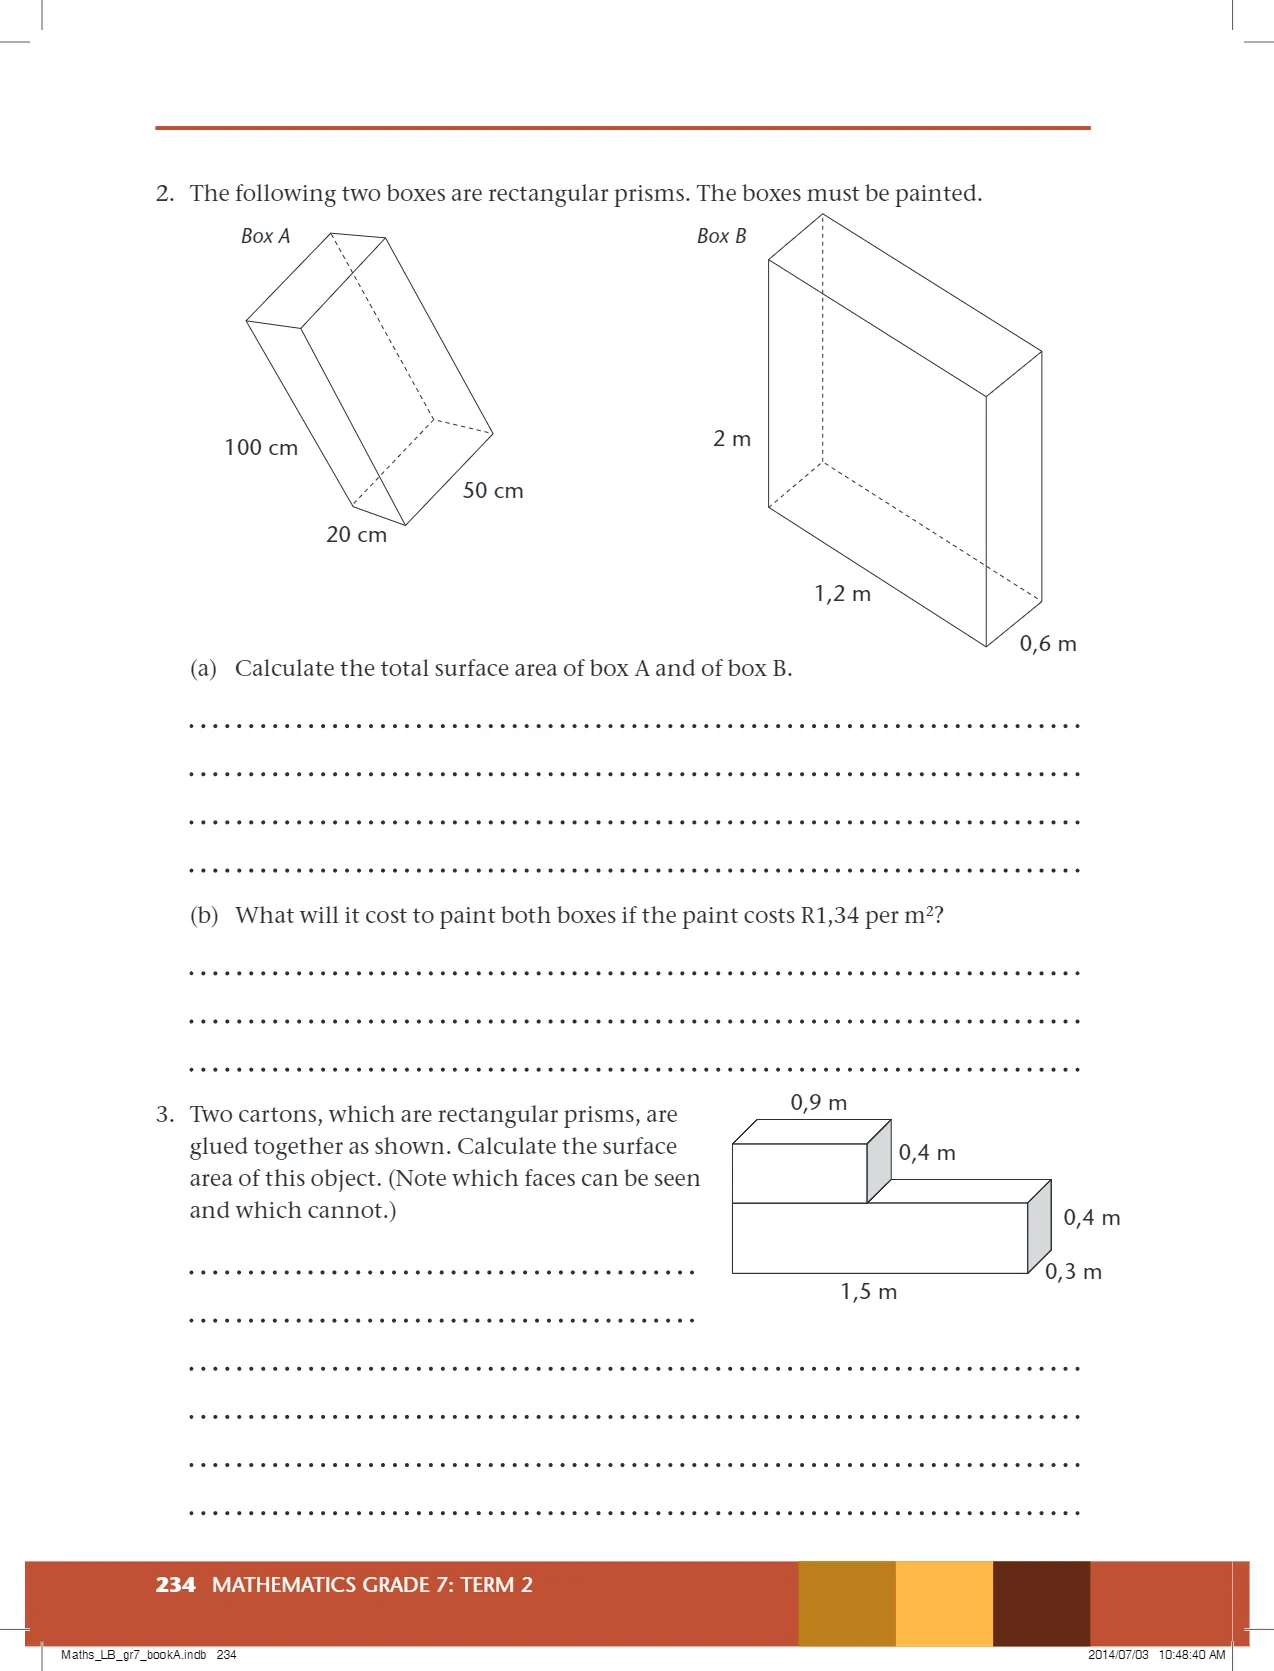 2. The following two boxes are rectangular prisms. The boxes must be painted.
Box A
Box B
100 cm
50 cm
20 cm
2 m
1,2 m
0,6 m
(a) Calculate the total surface area of box A and of box B.
(b) What will it cost to paint both boxes if the paint costs R1,34 per m²?
3. Two cartons, which are rectangular prisms, are
glued together as shown. Calculate the surface
area of this object. (Note which faces can be seen
and which cannot.)
0,9 m
0,4 m
0,4 m
0,3 m
1,5 m
234 MATHEMATICS GRADE 7: TERM 2
Maths_LB_gr7_bookA.indb 234
2014/07/03 10:48:40 AM